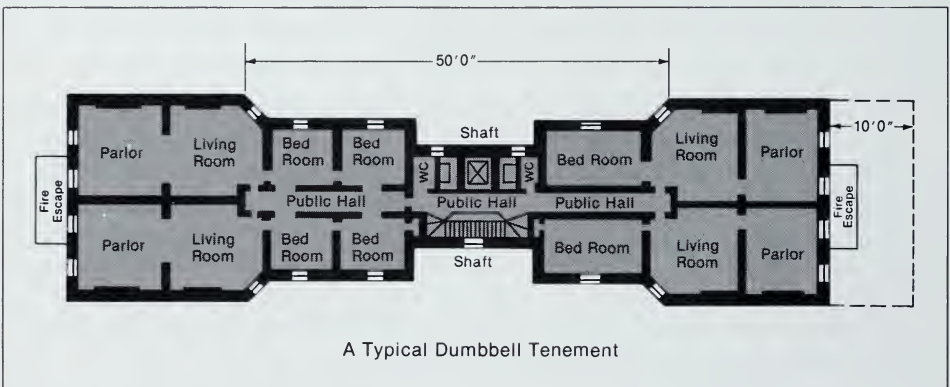 50'0"
Shaft
10'0"
Parlor
Living
Room
Bed
Room
Bed
Room
WC
WC
Bed Room
Living
Room
Parlor
Fire
Escape
Public Hall
Public Hall
Public Hall
Fire
Escape
Parlor
Living
Room
Bed
Room
Bed
Room
Shaft
Bed Room
Living
Room
Parlor
A Typical Dumbbell Tenement